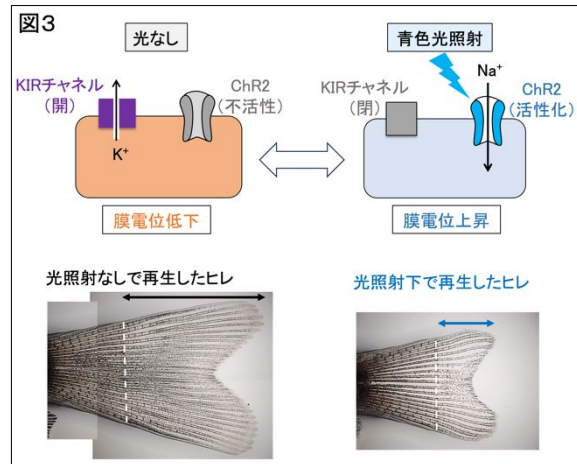 図3
光なし
青色光照射
KIRチャネル
(開)
ChR2
(不活性)
K⁺
KIRチャネル
(閉)
Na⁺
ChR2
(活性化)
膜電位低下
膜電位上昇
光照射なしで再生したヒレ
光照射下で再生したヒレ